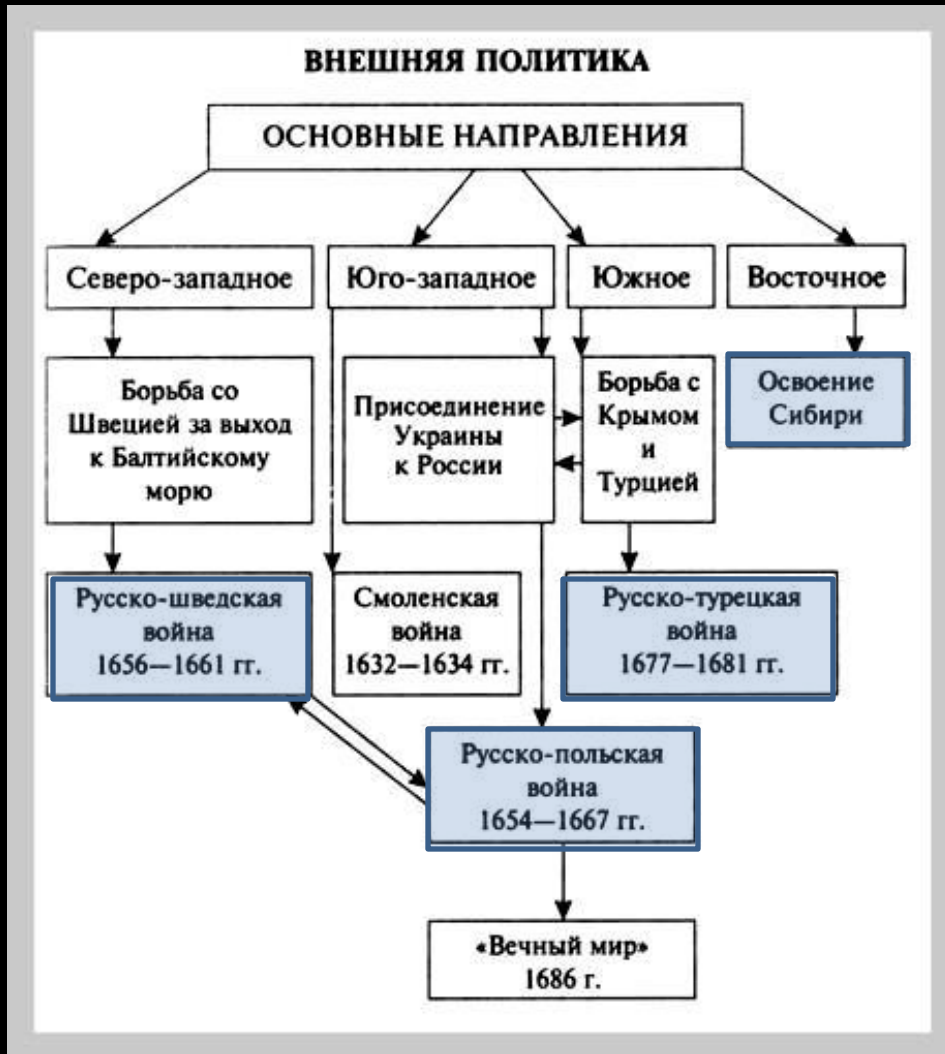 ВНЕШНЯЯ ПОЛИТИКА
ОСНОВНЫЕ НАПРАВЛЕНИЯ
Северо-западное
Юго-западное
Южное
Восточное
Борьба со
Швецией за выход
к Балтийскому
морю
Присоединение
Украины
к России
Борьба с
Крымом
и
Турцией
Освоение
Сибири
Русско-шведская
война
1656—1661 гг.
Смоленская
война
1632—1634 гг.
Русско-турецкая
война
1677—1681 гг.
Русско-польская
война
1654—1667 гг.
«Вечный мир»
1686 г.